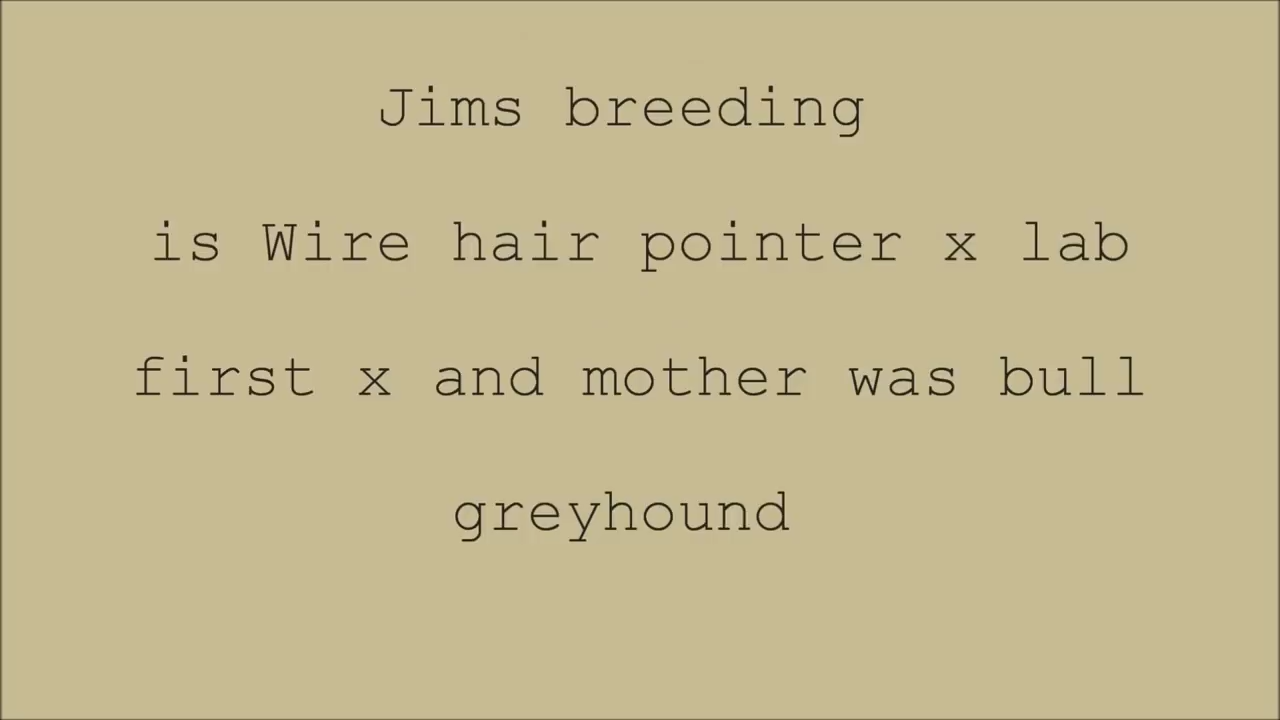 Jims breeding
is Wire hair pointer x lab
first x and mother was bull
greyhound